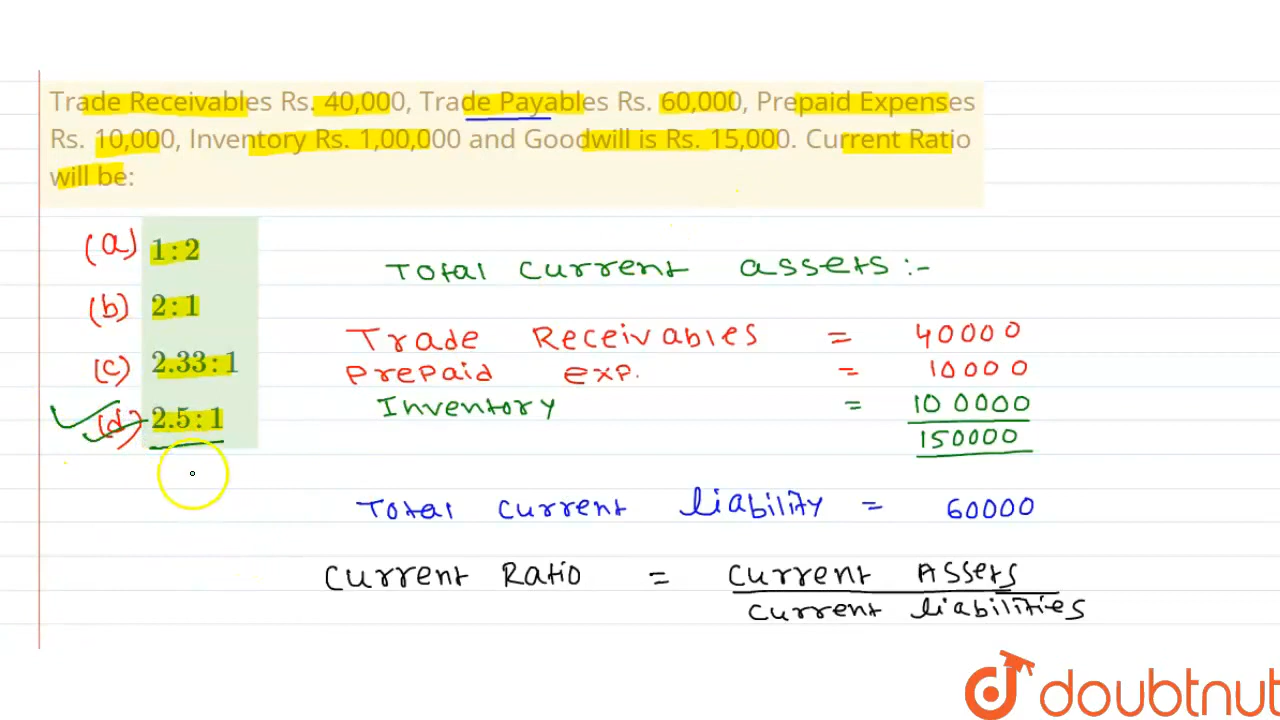 Trade Receivables Rs. 40,000, Trade Payables Rs. 60,000, Prepaid Expenses
Rs. 10,000, Inventory Rs. 1,00,000 and Goodwill is Rs. 15,000. Current Ratio
will be:
(a) 1 : 2
(b) 2 : 1
(c) 2.33 : 1
(d) 2.5 : 1
Total current assets :-
Trade Receivables = 40000
Prepaid exp. = 10000
Inventory = 100000
150000
Total current liability = 60000
Current Ratio = Current Assets
Current liabilities
doubtnut